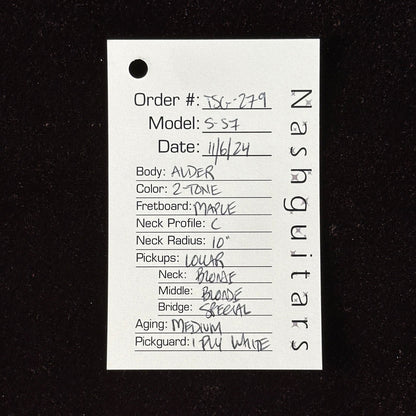 Order #: TSG-279
Model: S-57
Date: 11/6/24
Body: ALDER
Color: 2-TONE
Fretboard: MAPLE
Neck Profile: C
Neck Radius: 10"
Pickups: LOLLAR
Neck: BLONDE
Middle: BLONDE
Bridge: SPECIAL
Aging: MEDIUM
Pickguard: 1 PLY WHITE
Nashguitars